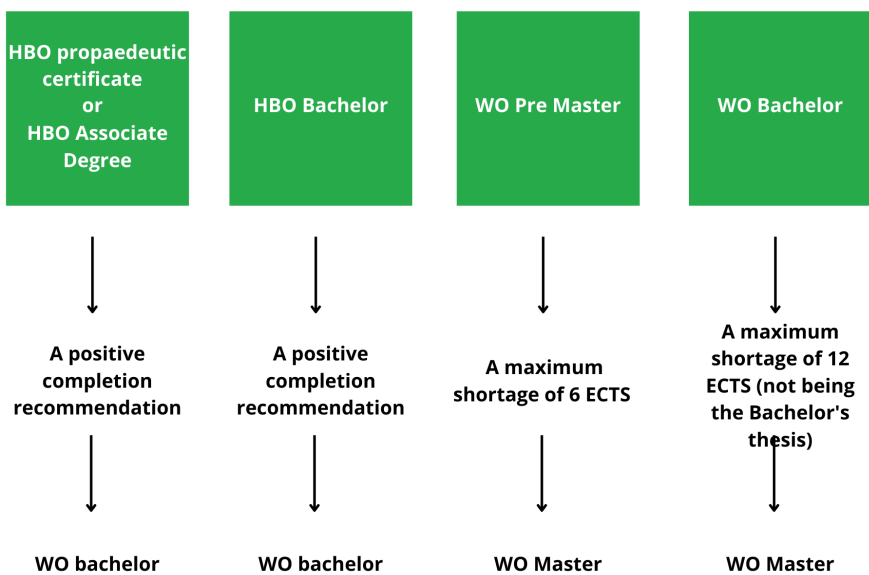 HBO propaedeutic
certificate
or
HBO Associate
Degree
HBO Bachelor
WO Pre Master
WO Bachelor
A positive
completion
recommendation
A positive
completion
recommendation
A maximum
shortage of 6 ECTS
A maximum
shortage of 12
ECTS (not being
the Bachelor's
thesis)
WO bachelor
WO bachelor
WO Master
WO Master